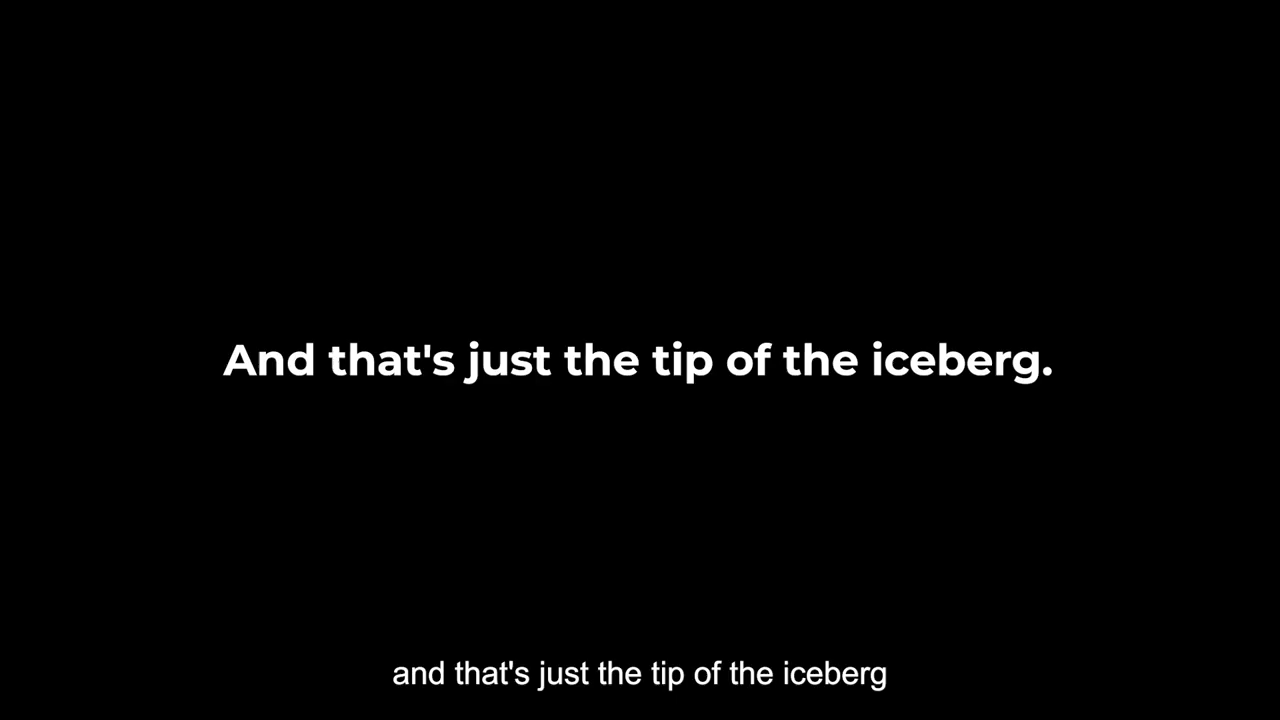 And that's just the tip of the iceberg.
and that's just the tip of the iceberg